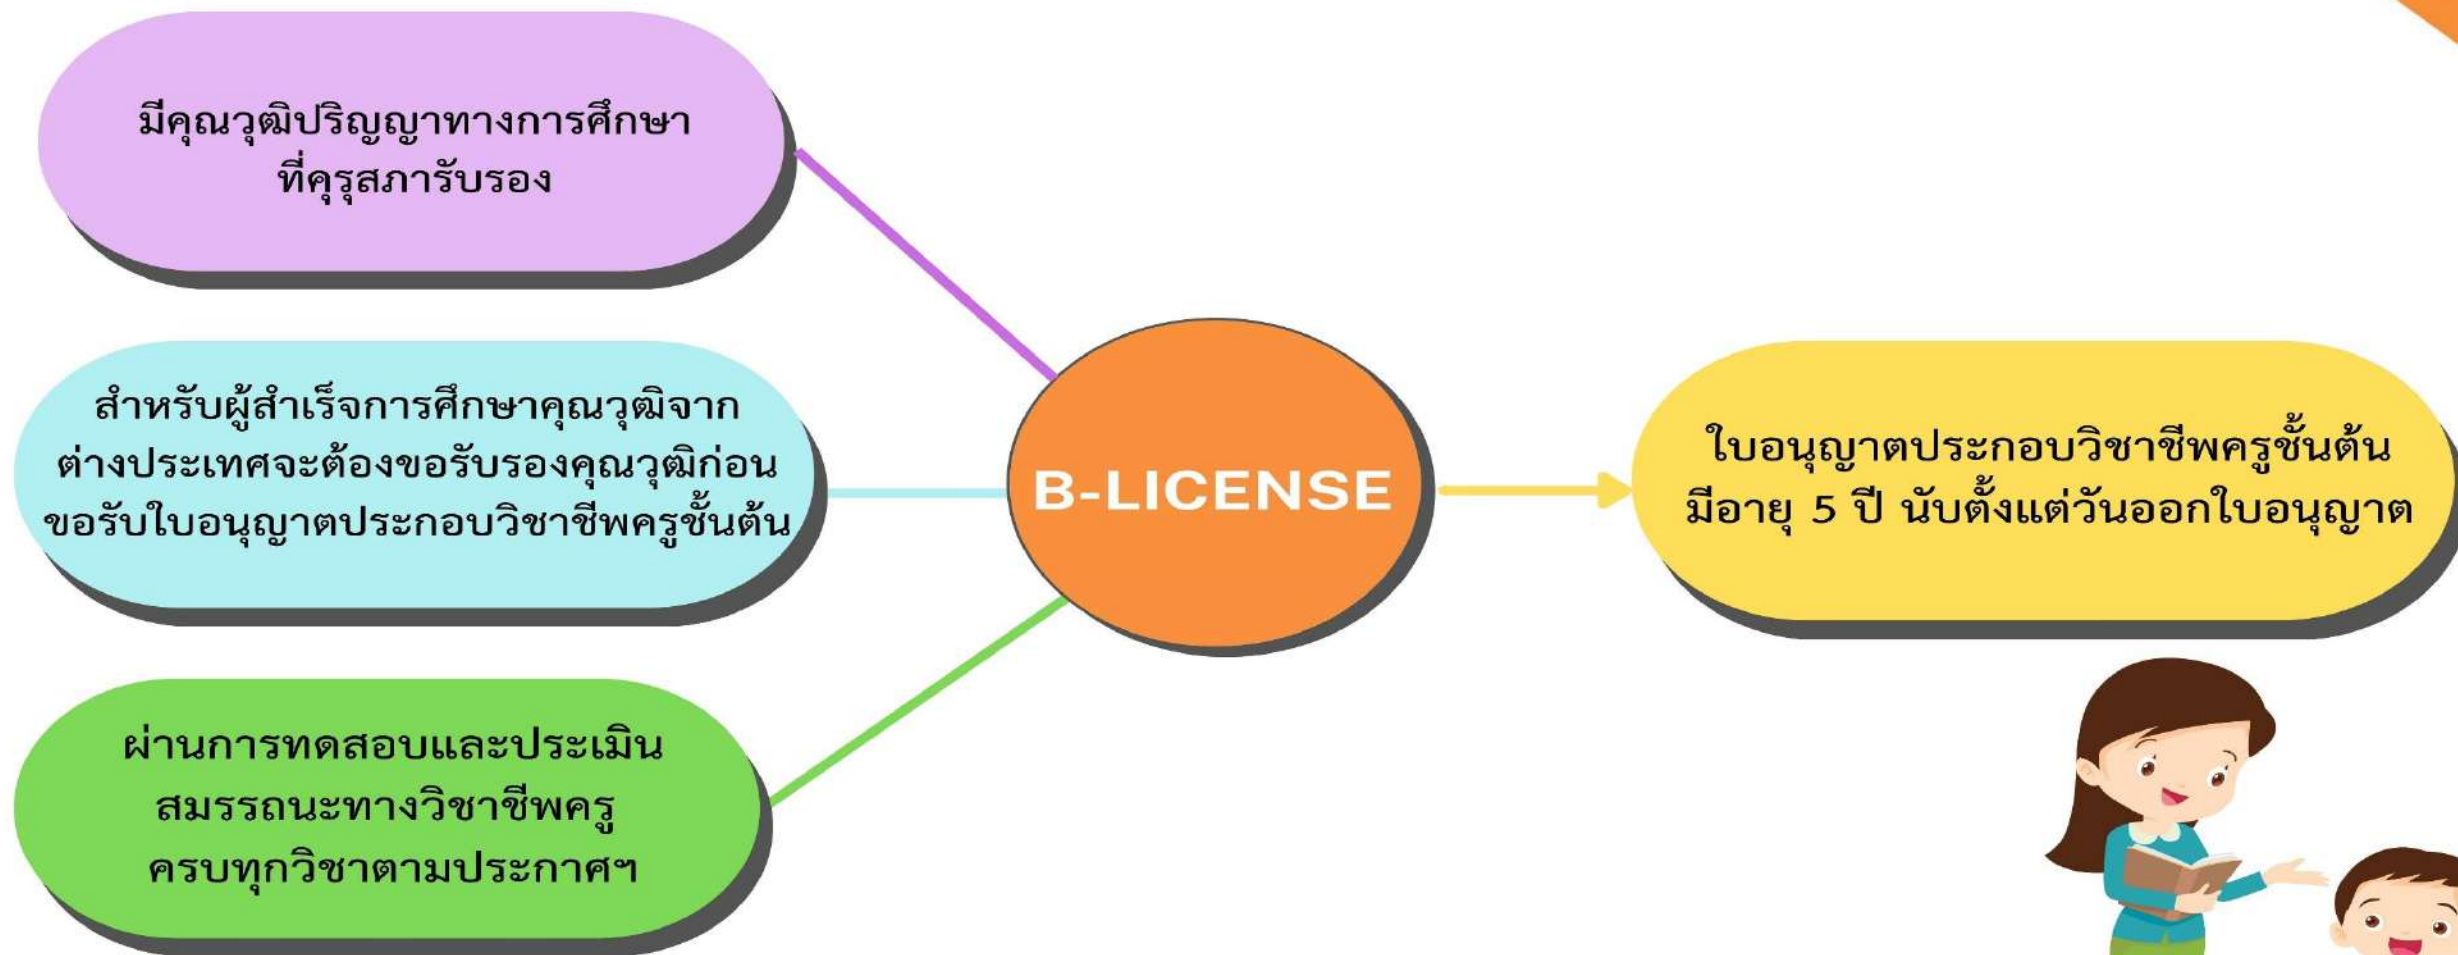 มีคุณวุฒิปริญญาทางการศึกษา
ที่คุรุสภารับรอง
สำหรับผู้สำเร็จการศึกษาคุณวุฒิจาก
ต่างประเทศจะต้องขอรับรองคุณวุฒิก่อน
ขอรับใบอนุญาตประกอบวิชาชีพครูชั้นต้น
ผ่านการทดสอบและประเมิน
สมรรถนะทางวิชาชีพครู
ครบทุกวิชาตามประกาศฯ
B-LICENSE
ใบอนุญาตประกอบวิชาชีพครูชั้นต้น
มีอายุ 5 ปี นับตั้งแต่วันออกใบอนุญาต